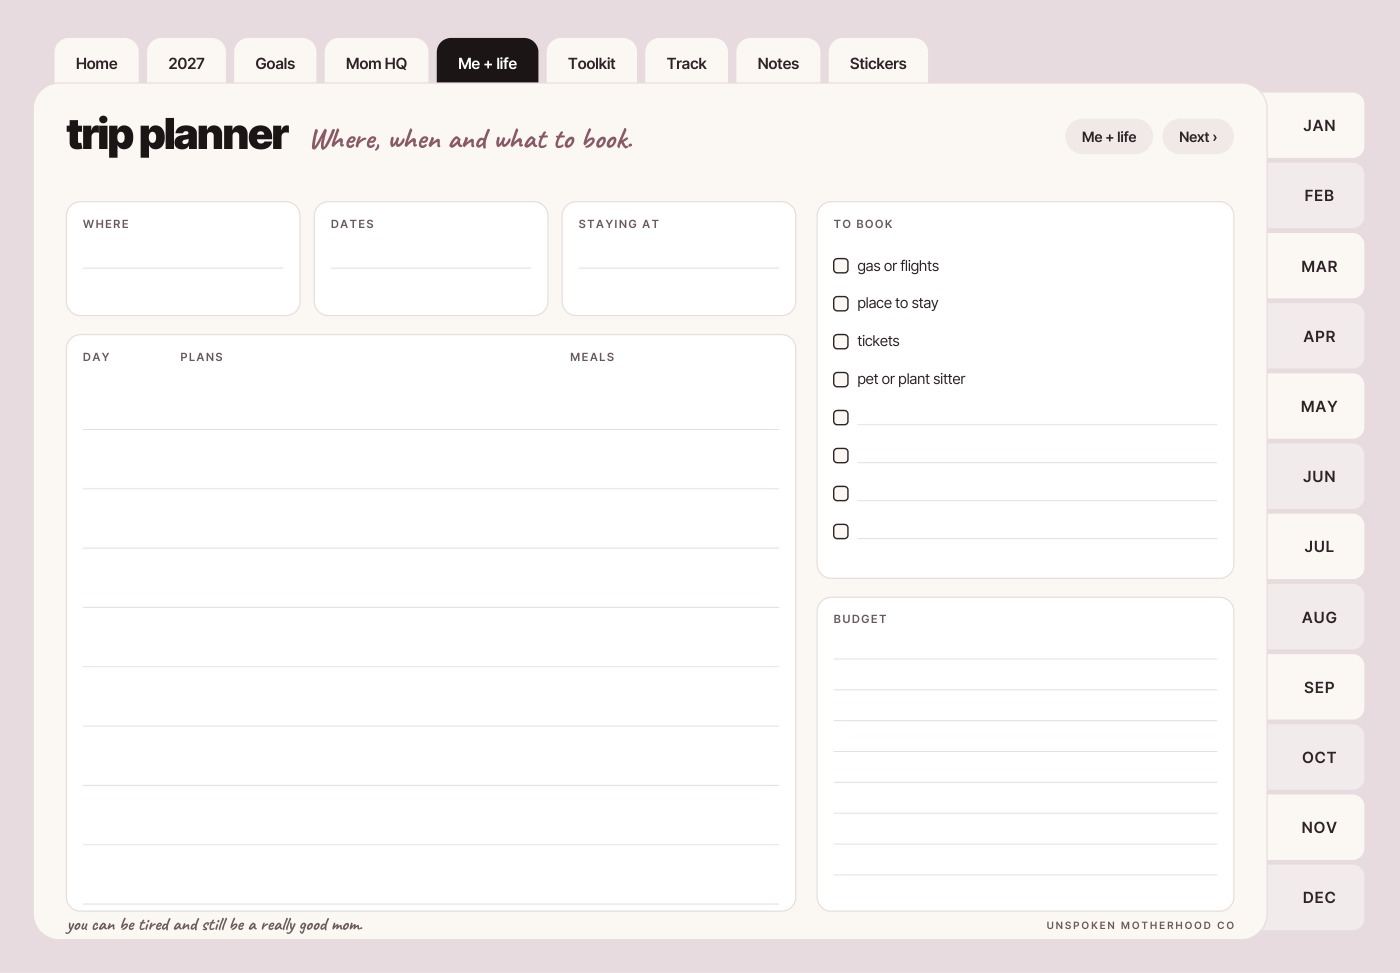 Home 2027 Goals Mom HQ Me + life Toolkit Track Notes Stickers
trip planner Where, when and what to book. Me + life Next ›
WHERE DATES STAYING AT
DAY PLANS MEALS
TO BOOK
gas or flights
place to stay
tickets
pet or plant sitter
BUDGET
JAN
FEB
MAR
APR
MAY
JUN
JUL
AUG
SEP
OCT
NOV
DEC
you can be tired and still be a really good mom.
UNSPOKEN MOTHERHOOD CO